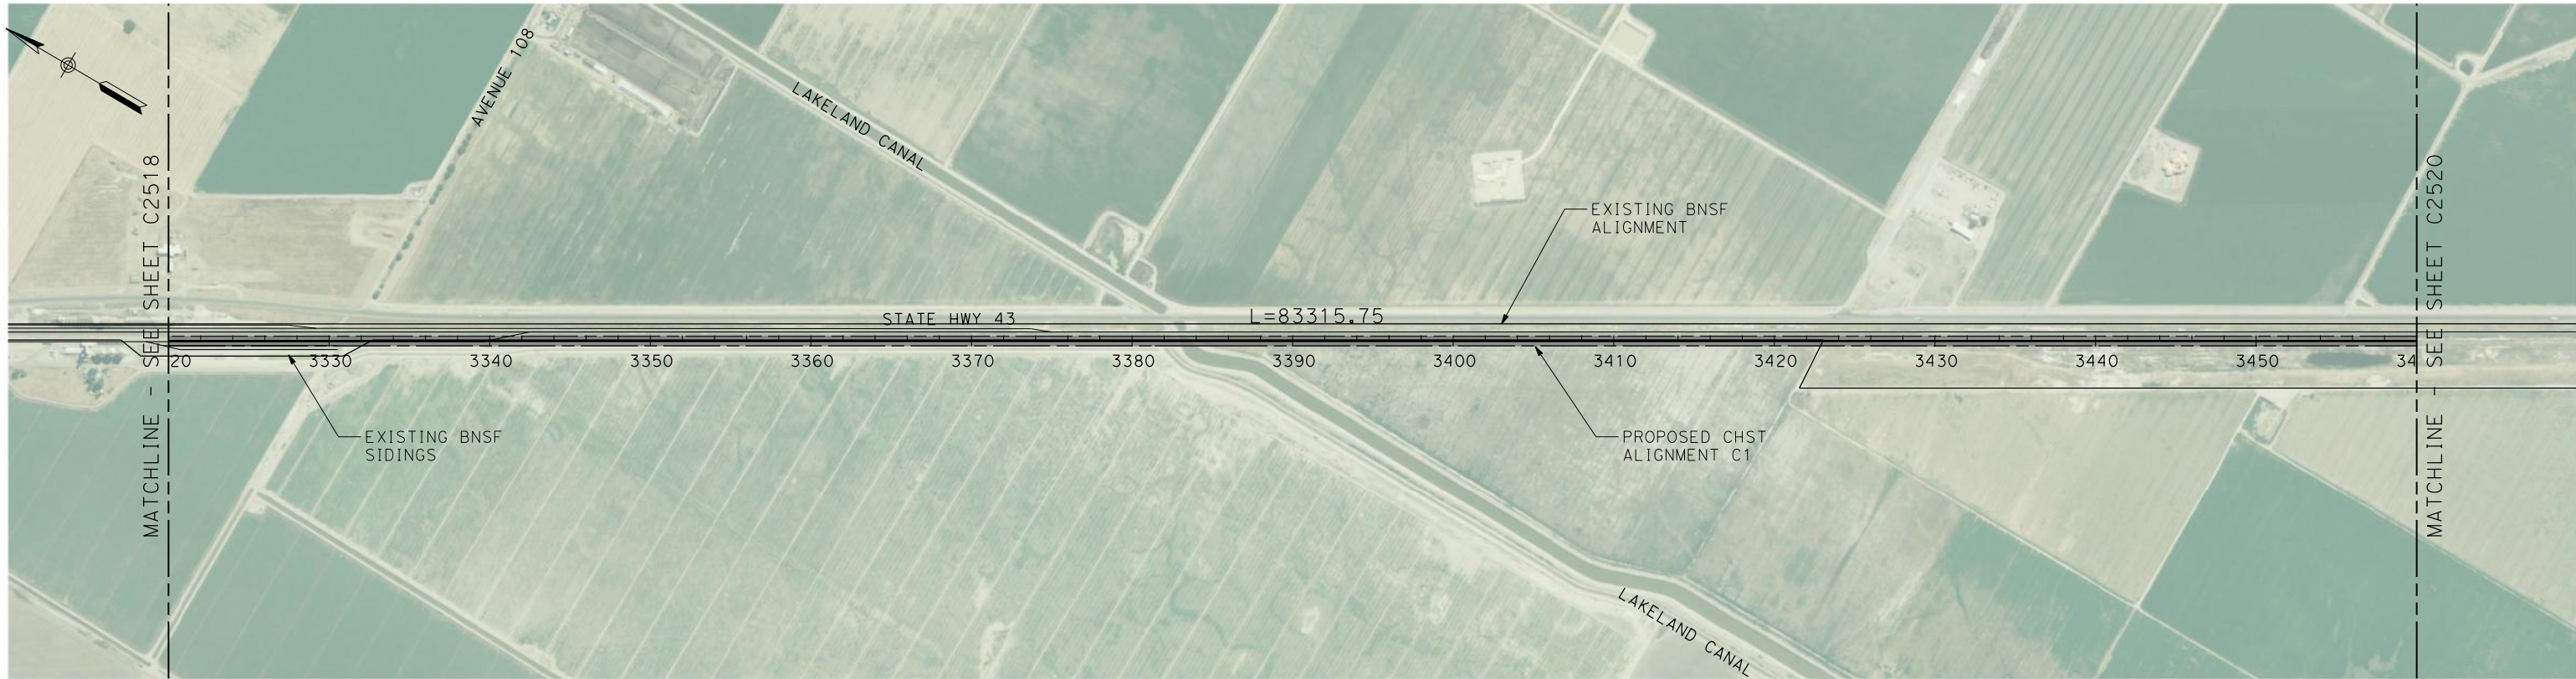 AVENUE 108
LAKELAND CANAL
MATCHLINE - SEE SHEET C2518
EXISTING BNSF
ALIGNMENT
MATCHLINE - SEE SHEET C2520
STATE HWY 43
L=83315.75
20 3330 3340 3350 3360 3370 3380 3390 3400 3410 3420 3430 3440 3450 34
EXISTING BNSF
SIDINGS
PROPOSED CHST
ALIGNMENT C1
LAKELAND CANAL